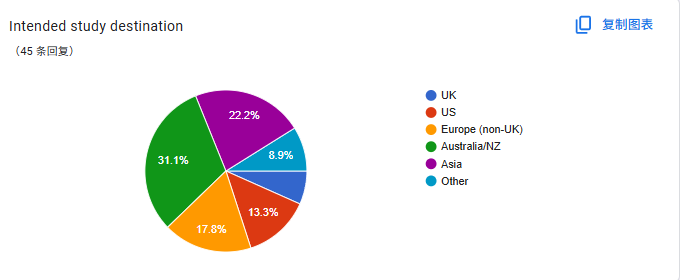 Intended study destination
（45 条回复）
复制图表
22.2%
8.9%
31.1%
13.3%
17.8%
UK
US
Europe (non-UK)
Australia/NZ
Asia
Other